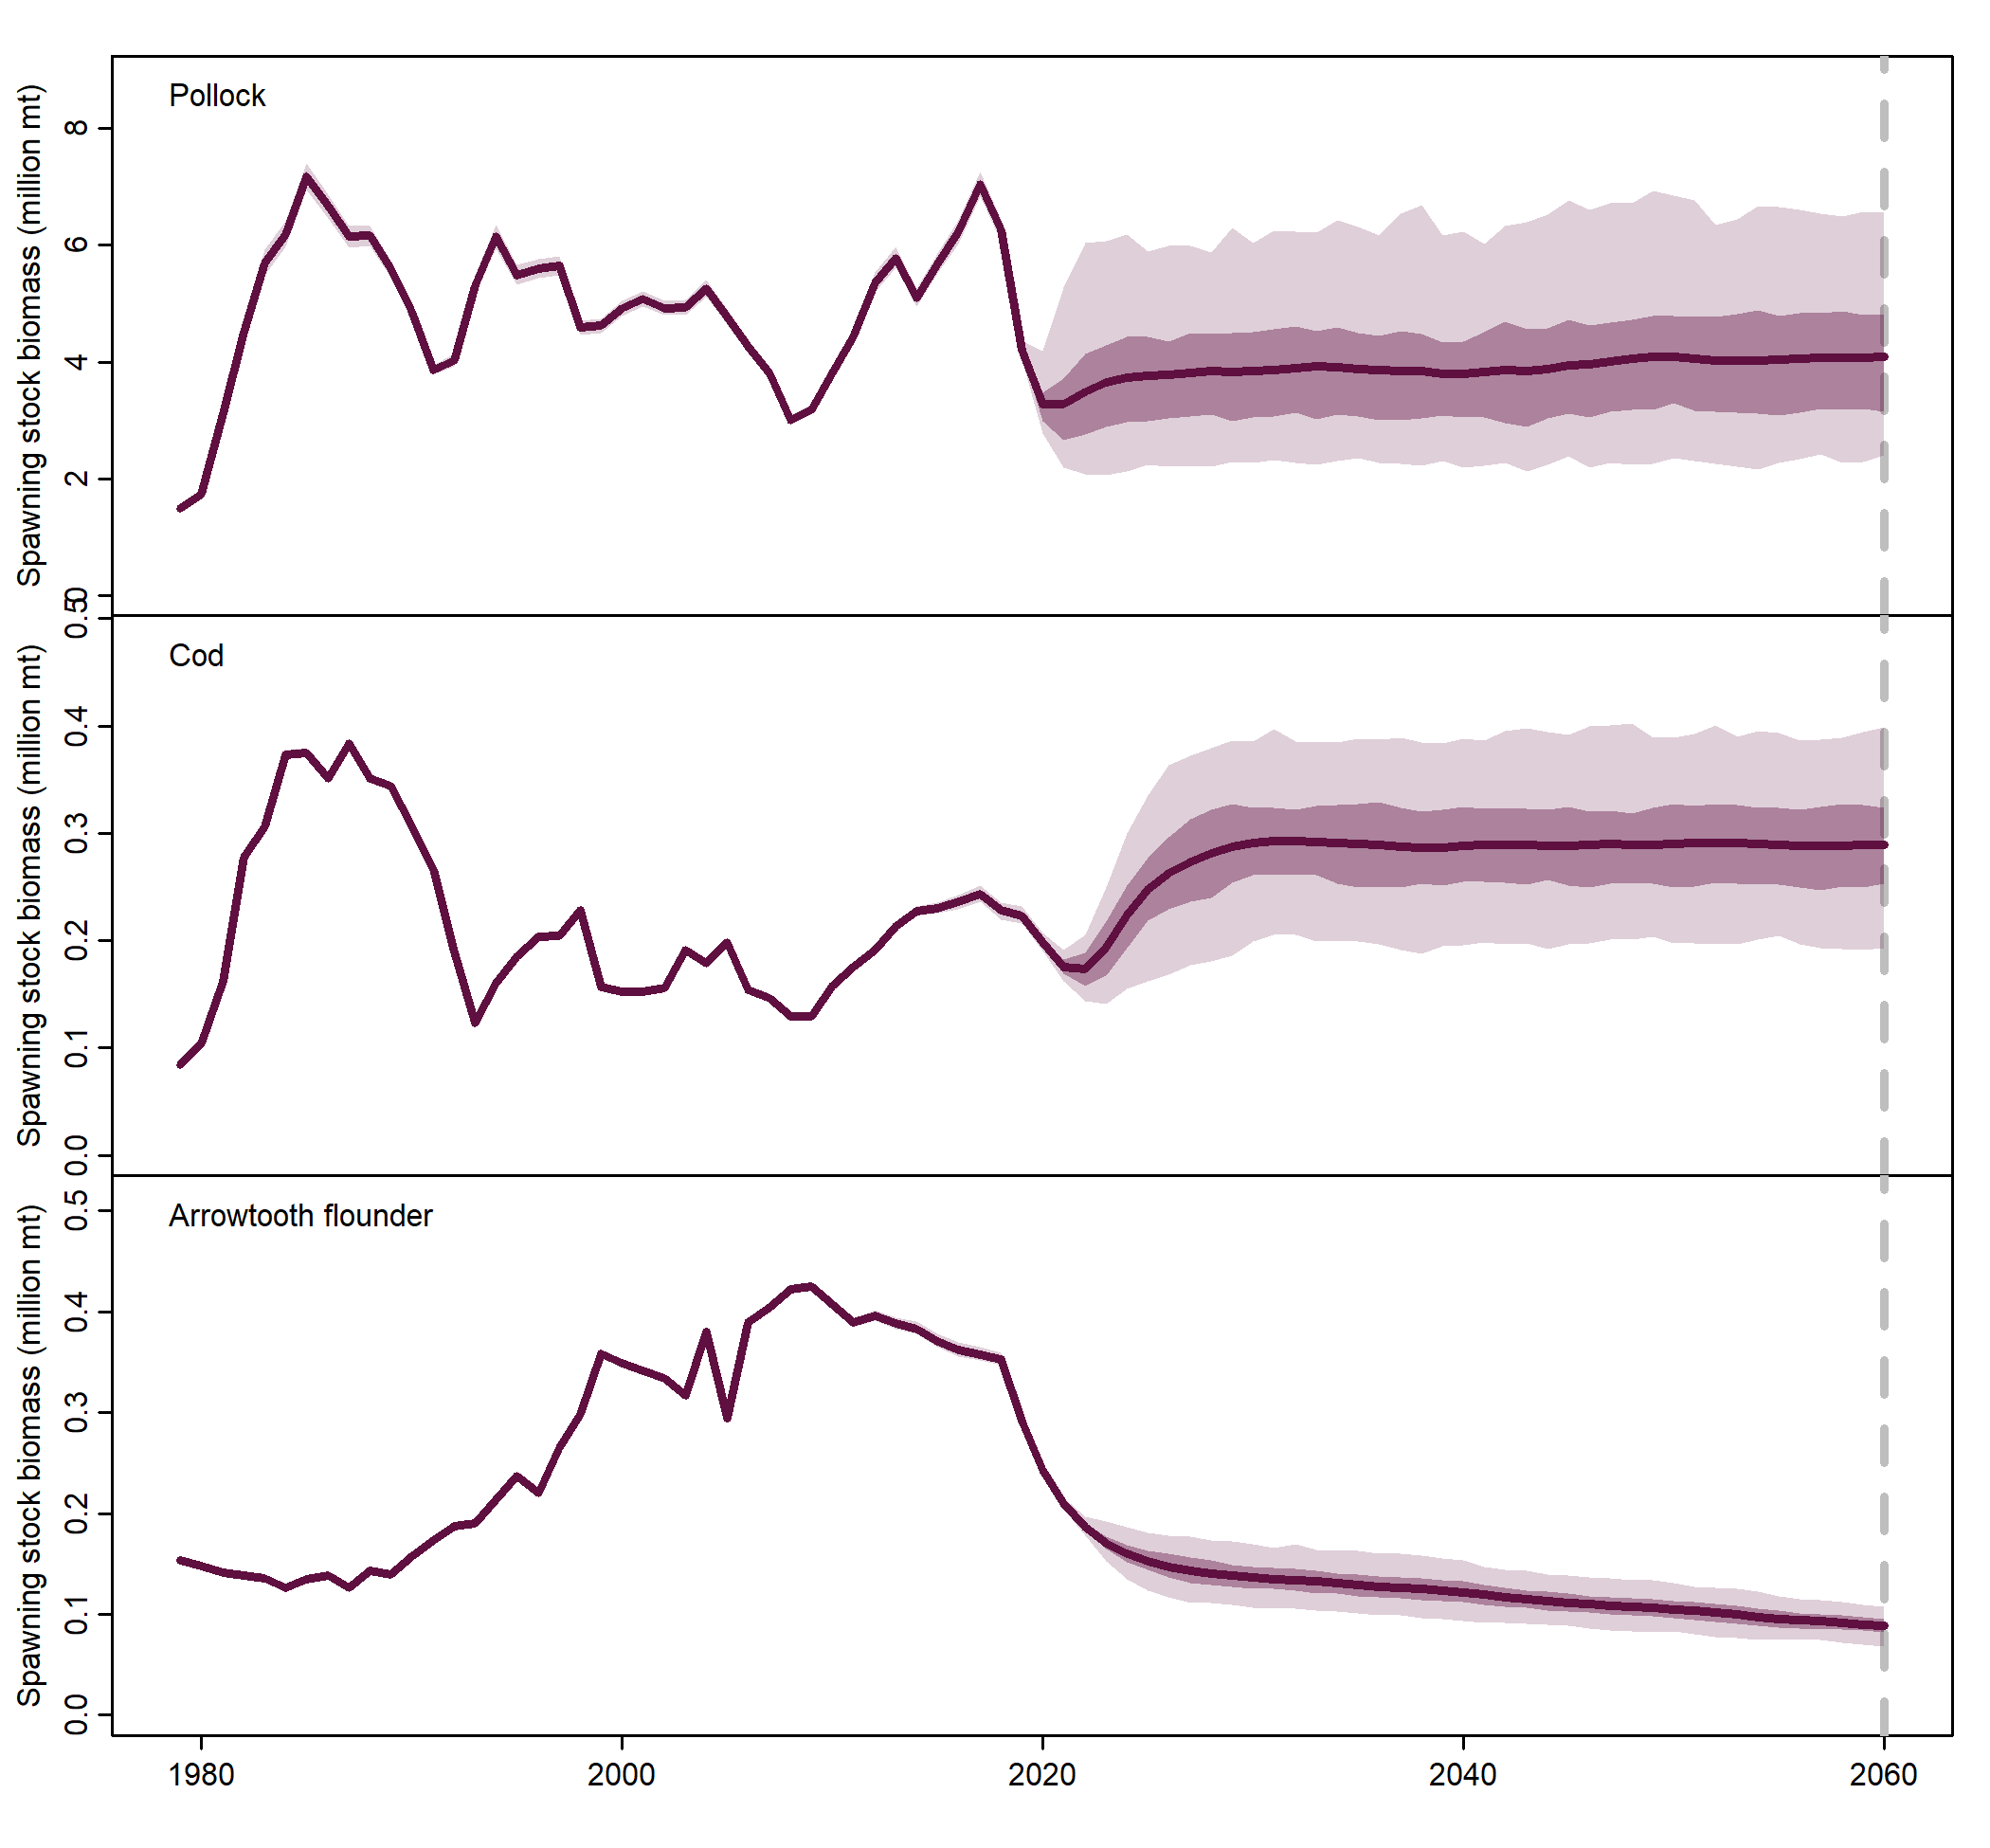 Pollock
Spawning stock biomass (million mt)
8
6
4
2
0
Cod
Spawning stock biomass (million mt)
0.5
0.4
0.3
0.2
0.1
0.0
Arrowtooth flounder
Spawning stock biomass (million mt)
0.5
0.4
0.3
0.2
0.1
0.0
1980 2000 2020 2040 2060